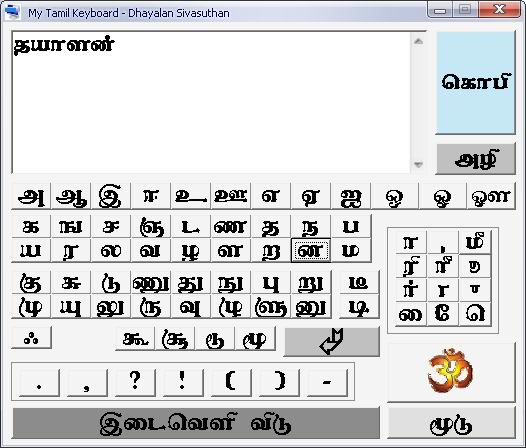 My Tamil Keyboard - Dhayalan Sivasuthan
தயாளன்
கொபி
அழி
அ ஆ இ ஈ உ ஊ எ ஏ ஐ ஒ ஓ ஔ
க ங ச ஞ ட ண த ந ப
ய ர ல வ ழ ள ற ன ம
கு சு டு ணு து நு பு று டீ
மு யு லு ரு வு ழு ளு னு டி
ஃ கூ சூ டூ மூ
. , ? ! ( ) -
இடைவெளி விடு
மூடு